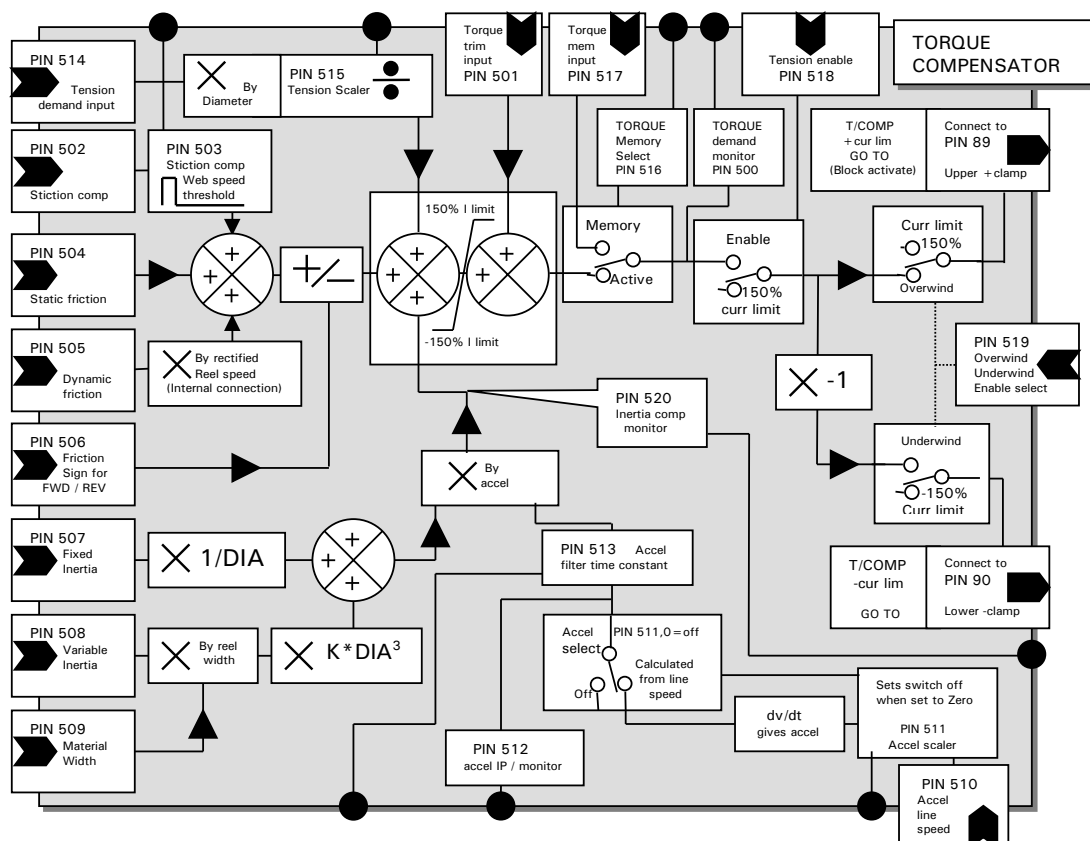 TORQUE
COMPENSATOR
PIN 514
Tension
demand input
By
Diameter
PIN 515
Tension Scaler
Torque
trim
input
PIN 501
Torque
mem
input
PIN 517
Tension enable
PIN 518
PIN 502
Stiction comp
PIN 503
Stiction comp
Web speed
threshold
TORQUE
Memory
Select
PIN 516
TORQUE
demand
monitor
PIN 500
T/COMP
+cur lim
GO TO
(Block activate)
Connect to
PIN 89
Upper +clamp
PIN 504
Static friction
+
+
+
+/-
150% I limit
+
+
+
-150% I limit
Memory
Active
Enable
150%
curr limit
Curr limit
150%
Overwind
PIN 505
Dynamic
friction
By rectified
Reel speed
(Internal connection)
PIN 519
Overwind
Underwind
Enable select
-1
PIN 520
Inertia comp
monitor
PIN 506
Friction
Sign for
FWD / REV
By
accel
Underwind
-150%
Curr limit
PIN 507
Fixed
Inertia
1/DIA
+
+
+
PIN 513 Accel
filter time constant
T/COMP
-cur lim
GO TO
Connect to
PIN 90
Lower -clamp
PIN 508
Variable
Inertia
By reel
width
K*DIA³
Accel
select
PIN 511,0=off
Calculated
from line
speed
Off
Sets switch off
when set to Zero
PIN 511
Accel scaler
PIN 509
Material
Width
dv/dt
gives accel
PIN 512
accel IP / monitor
PIN 510
Accel
line
speed